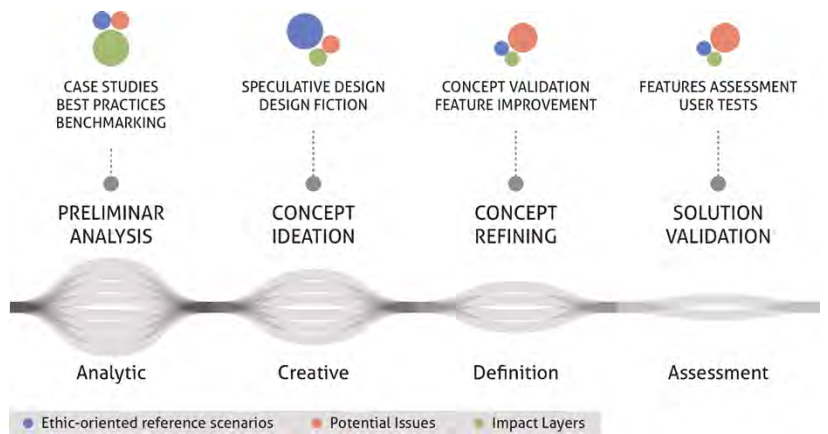 CASE STUDIES
BEST PRACTICES
BENCHMARKING
SPECULATIVE DESIGN
DESIGN FICTION
CONCEPT VALIDATION
FEATURE IMPROVEMENT
FEATURES ASSESSMENT
USER TESTS
PRELIMINAR
ANALYSIS
CONCEPT
IDEATION
CONCEPT
REFINING
SOLUTION
VALIDATION
Analytic
Creative
Definition
Assessment
Ethic-oriented reference scenarios
Potential Issues
Impact Layers